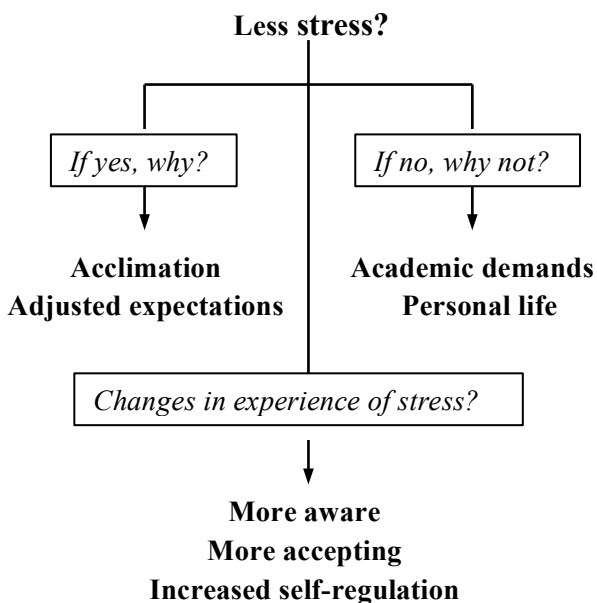 Less stress?
If yes, why?
If no, why not?
Acclimation
Adjusted expectations
Academic demands
Personal life
Changes in experience of stress?
More aware
More accepting
Increased self-regulation